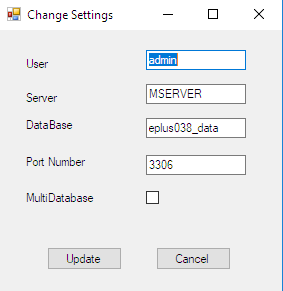 Change Settings
User admin
Server MSERVER
DataBase eplus038_data
Port Number 3306
MultiDatabase
Update Cancel